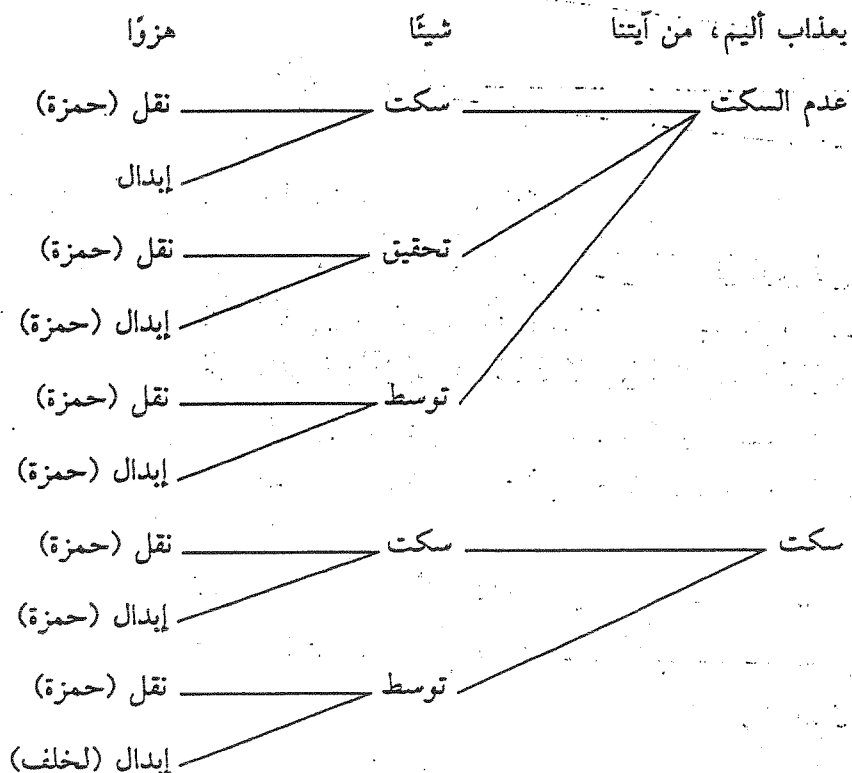 بعذاب أليم، من آيتنا شيئًا هزوًا
عدم السكت سكت نقل (حمزة)
إبدال
تحقيق نقل (حمزة)
إبدال (حمزة)
توسط نقل (حمزة)
إبدال (حمزة)
سكت سكت نقل (حمزة)
إبدال (حمزة)
توسط نقل (حمزة)
إبدال (لخلف)